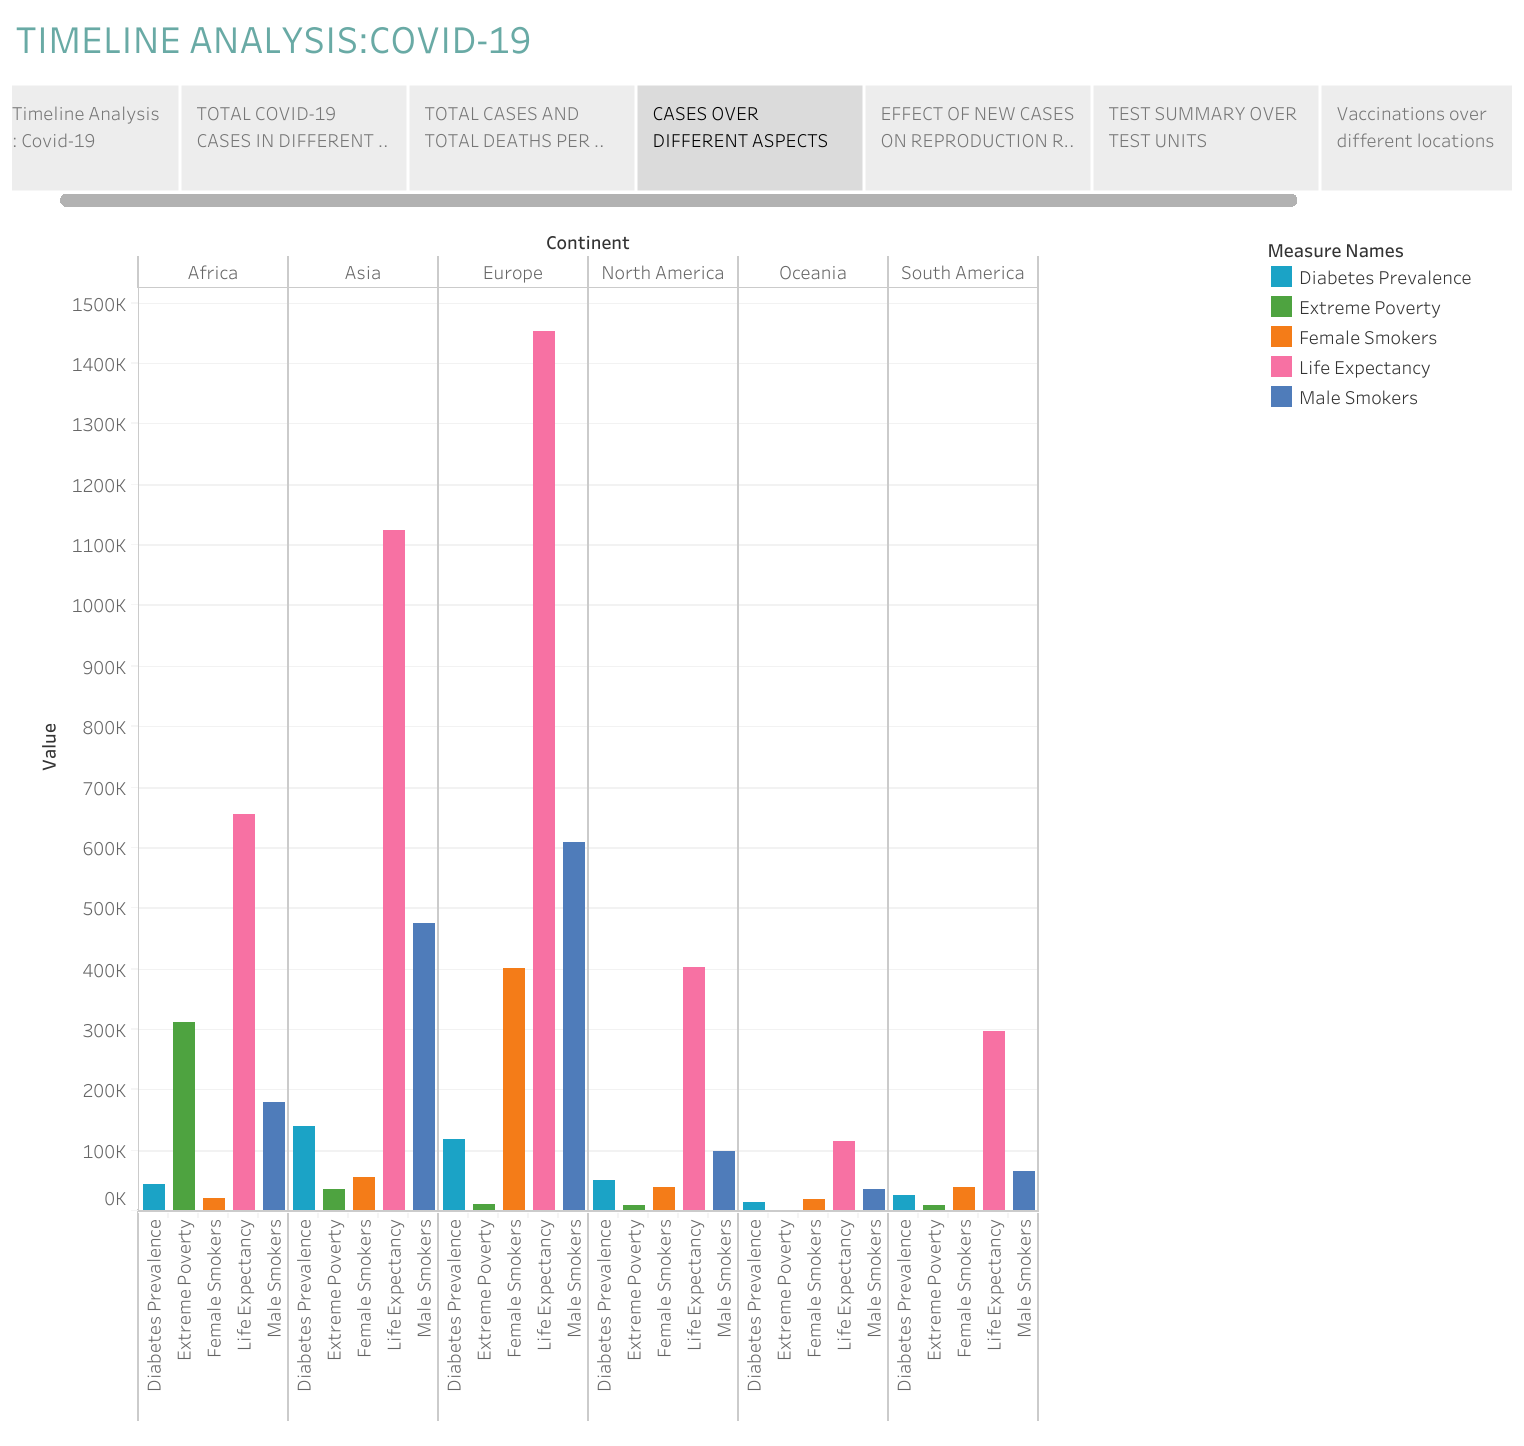 TIMELINE ANALYSIS:COVID-19
Timeline Analysis
: Covid-19
TOTAL COVID-19
CASES IN DIFFERENT ..
TOTAL CASES AND
TOTAL DEATHS PER ..
CASES OVER
DIFFERENT ASPECTS
EFFECT OF NEW CASES
ON REPRODUCTION R..
TEST SUMMARY OVER
TEST UNITS
Vaccinations over
different locations
Continent
Africa
Asia
Europe
North America
Oceania
South America
Measure Names
Diabetes Prevalence
Extreme Poverty
Female Smokers
Life Expectancy
Male Smokers
Value
1500K
1400K
1300K
1200K
1100K
1000K
900K
800K
700K
600K
500K
400K
300K
200K
100K
0K
Diabetes Prevalence
Extreme Poverty
Female Smokers
Life Expectancy
Male Smokers
Diabetes Prevalence
Extreme Poverty
Female Smokers
Life Expectancy
Male Smokers
Diabetes Prevalence
Extreme Poverty
Female Smokers
Life Expectancy
Male Smokers
Diabetes Prevalence
Extreme Poverty
Female Smokers
Life Expectancy
Male Smokers
Diabetes Prevalence
Extreme Poverty
Female Smokers
Life Expectancy
Male Smokers
Diabetes Prevalence
Extreme Poverty
Female Smokers
Life Expectancy
Male Smokers